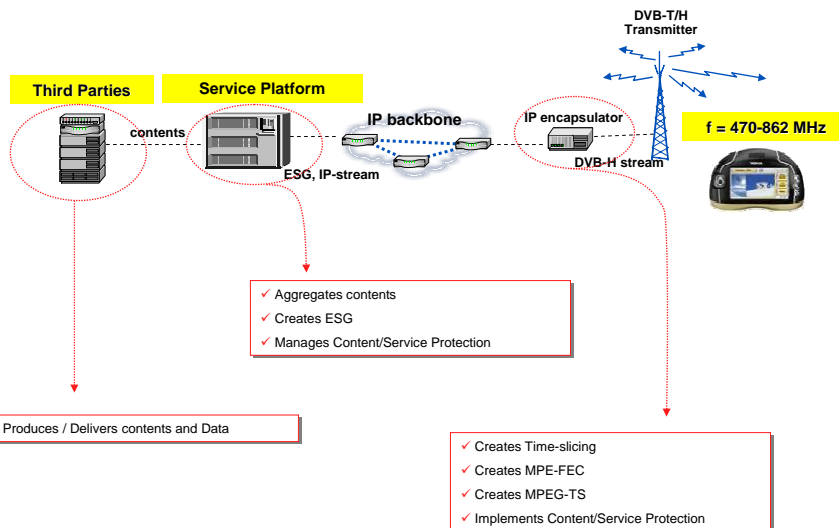 DVB-T/H
Transmitter
Third Parties
Service Platform
IP backbone
IP encapsulator
f = 470-862 MHz
contents
ESG, IP-stream
DVB-H stream
NOKIA
✓ Aggregates contents
✓ Creates ESG
✓ Manages Content/Service Protection
Produces / Delivers contents and Data
✓ Creates Time-slicing
✓ Creates MPE-FEC
✓ Creates MPEG-TS
✓ Implements Content/Service Protection